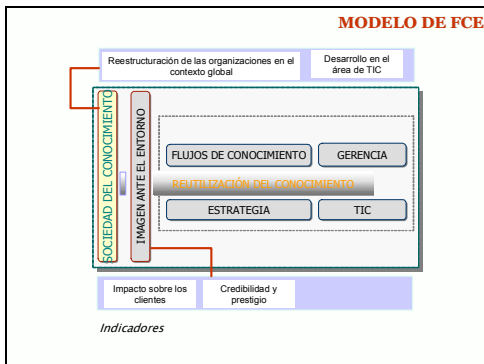 MODELO DE FCE
Reestructuración de las organizaciones en el
contexto global
Desarrollo en el
área de TIC
SOCIEDAD DEL CONOCIMIENTO
IMAGEN ANTE EL ENTORNO
FLUJOS DE CONOCIMIENTO
GERENCIA
REUTILIZACIÓN DEL CONOCIMIENTO
ESTRATEGIA
TIC
Impacto sobre los
clientes
Credibilidad y
prestigio
Indicadores